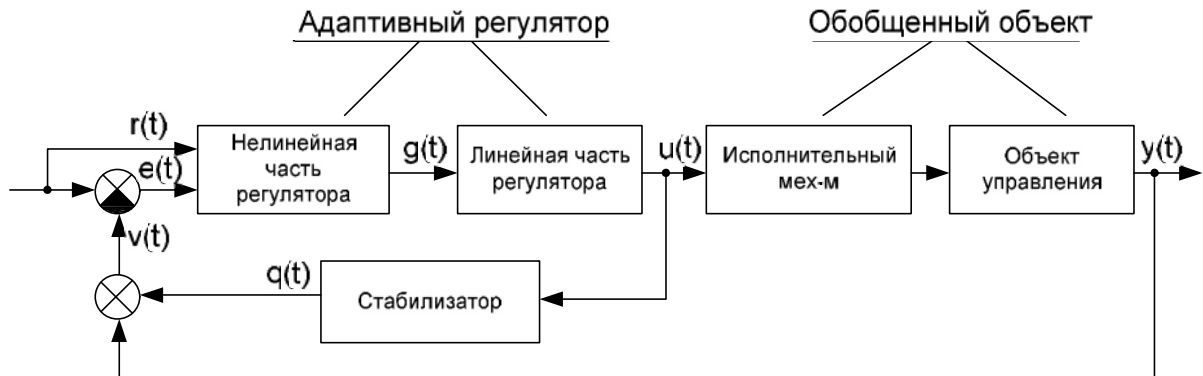 Адаптивный регулятор
Обобщенный объект
r(t)
e(t)
Нелинейная
часть
регулятора
g(t)
Линейная часть
регулятора
u(t)
Исполнительный
мех-м
Объект
управления
y(t)
v(t)
q(t)
Стабилизатор